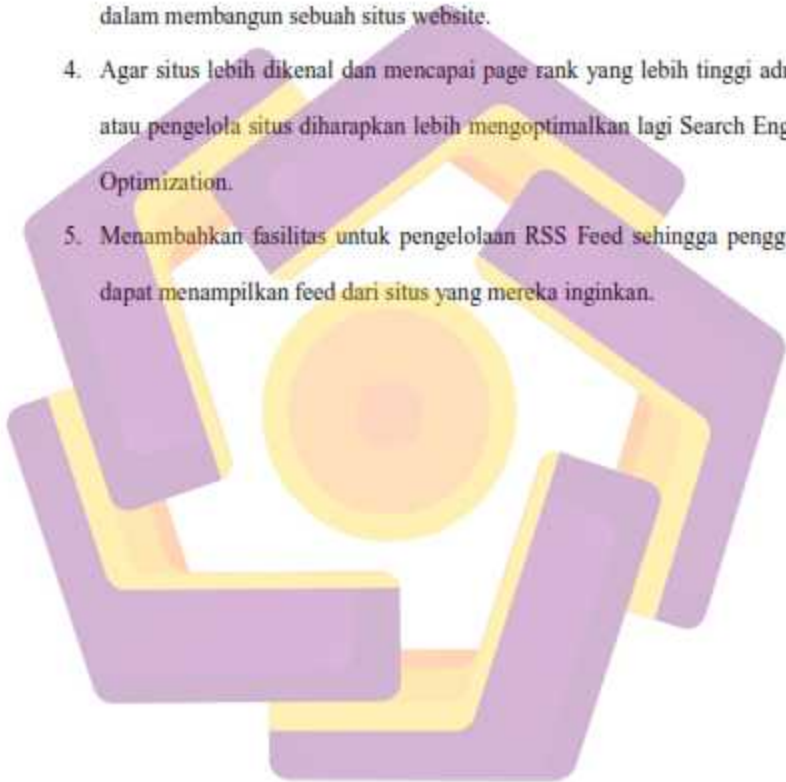 dalam membangun sebuah situs website.
4. Agar situs lebih dikenal dan mencapai page rank yang lebih tinggi
atau pengelola situs diharapkan lebih mengoptimalkan lagi Search
Optimization.
5. Menambahkan fasilitas untuk pengelolaan RSS Feed sehingga
dapat menampilkan feed dari situs yang mereka inginkan.